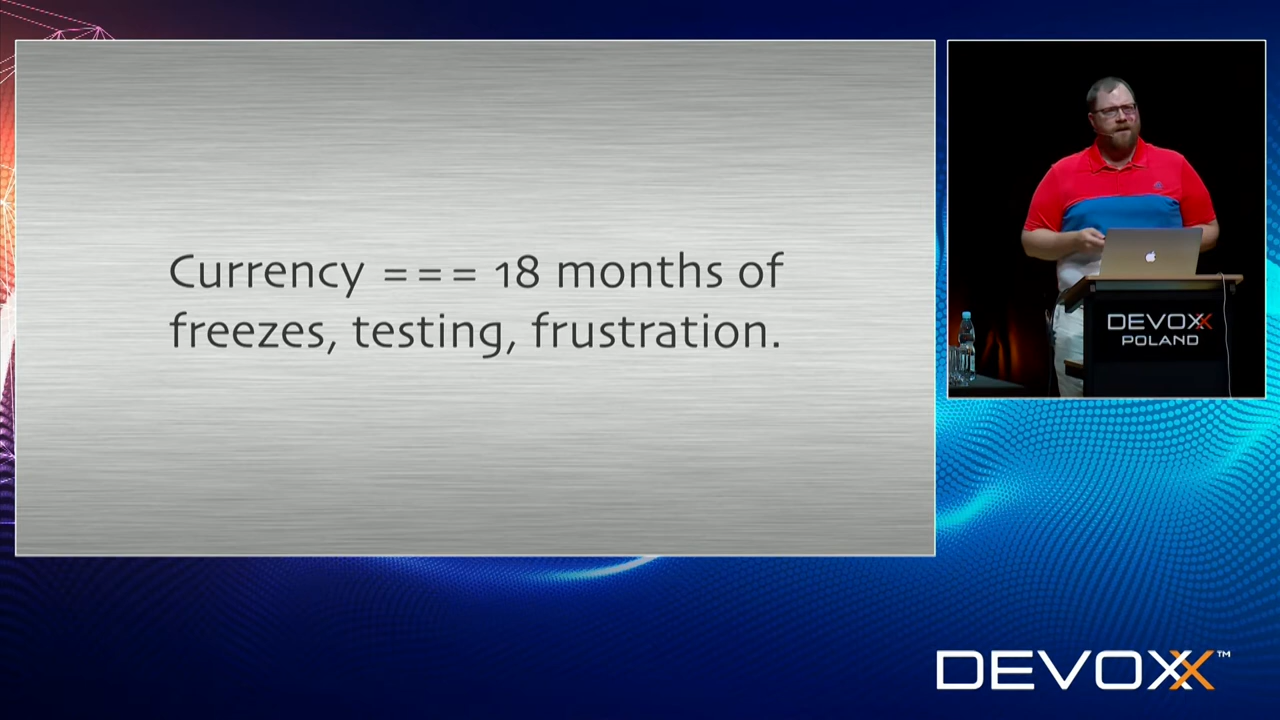 Currency === 18 months of
freezes, testing, frustration.
DEVOXX
POLAND
DEVOXX™